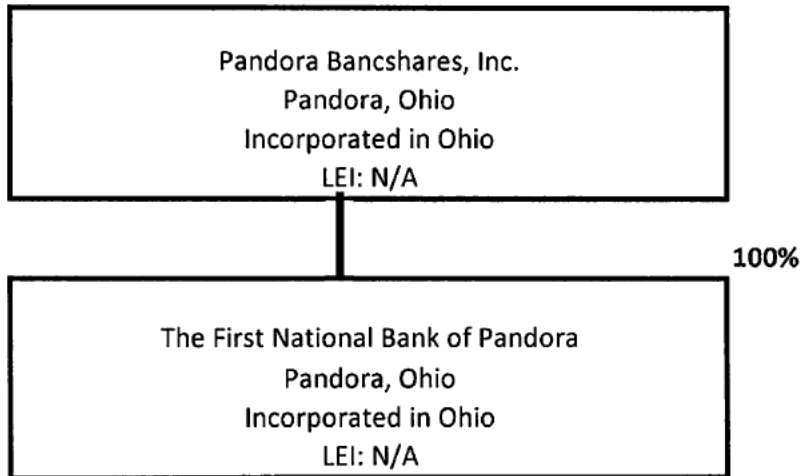 Pandora Bancshares, Inc.
Pandora, Ohio
Incorporated in Ohio
LEI: N/A
100%
The First National Bank of Pandora
Pandora, Ohio
Incorporated in Ohio
LEI: N/A